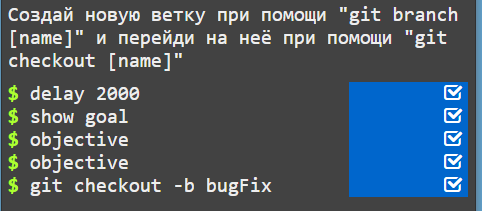 Создай новую ветку при помощи "git branch
[name]" и перейди на неё при помощи "git
checkout [name]"
$ delay 2000
$ show goal
$ objective
$ objective
$ git checkout -b bugFix